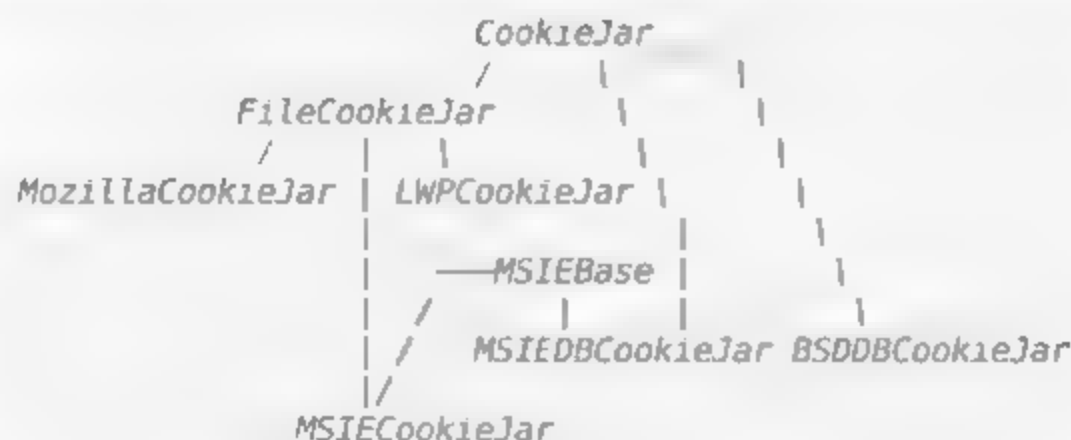 CookieJar
FileCookieJar
MozillaCookieJar LWPCookieJar
MSIEBase
MSIEDBCookieJar BSDDBCookieJar
MSIECookieJar